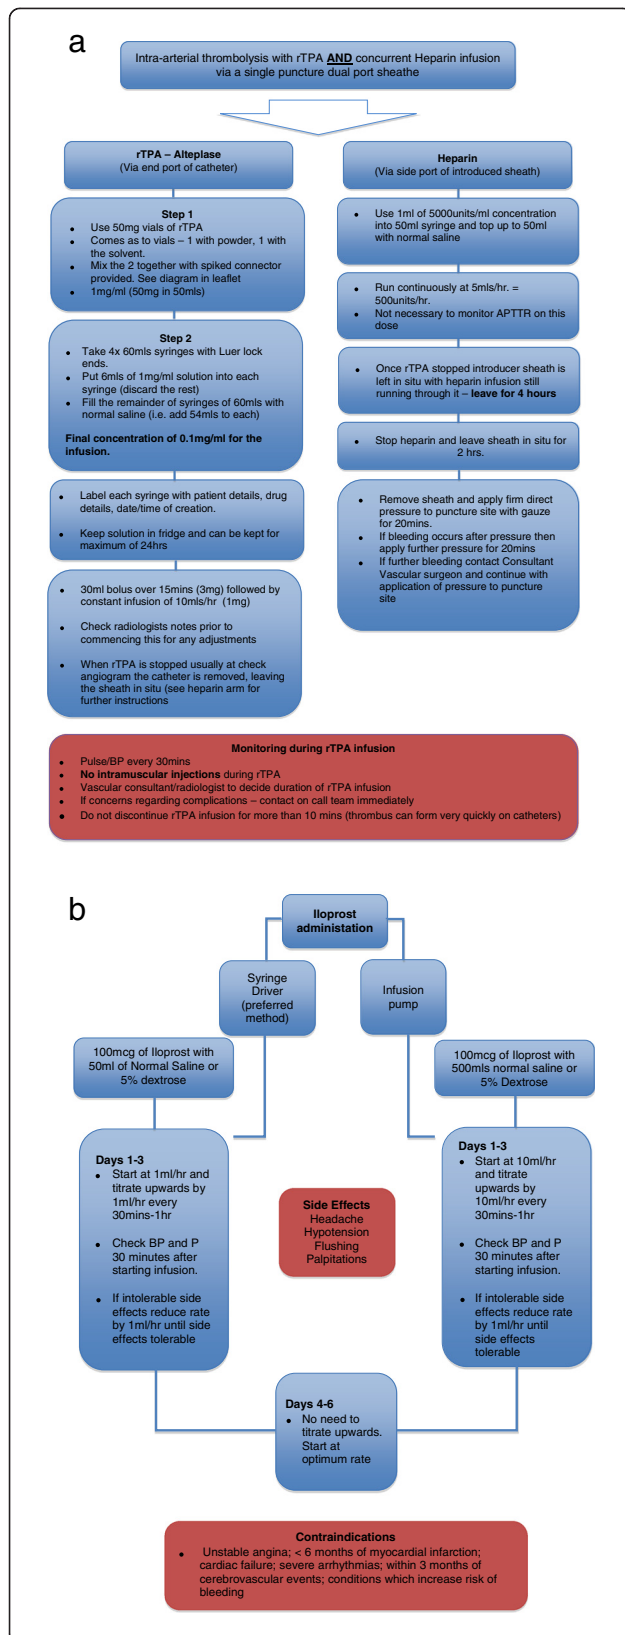 a
Intra-arterial thrombolysis with rTPA AND concurrent Heparin infusion
via a single puncture dual port sheathe
rTPA – Alteplase
(Via end port of catheter)
Step 1
• Use 50mg vials of rTPA
• Comes as to vials – 1 with powder, 1 with
the solvent.
• Mix the 2 together with spiked connector
provided. See diagram in leaflet
• 1mg/ml (50mg in 50mls)
Step 2
• Take 4x 60mls syringes with Luer lock
ends.
• Put 6mls of 1mg/ml solution into each
syringe (discard the rest)
• Fill the remainder of syringes of 60mls with
normal saline (i.e. add 54mls to each)
Final concentration of 0.1mg/ml for the
infusion.
• Label each syringe with patient details, drug
details, date/time of creation.
• Keep solution in fridge and can be kept for
maximum of 24hrs
• 30ml bolus over 15mins (3mg) followed by
constant infusion of 10mls/hr (1mg)
• Check radiologists notes prior to
commencing this for any adjustments
• When rTPA is stopped usually at check
angiogram the catheter is removed, leaving
the sheath in situ (see heparin arm for
further instructions
Heparin
(Via side port of introduced sheath)
• Use 1ml of 5000units/ml concentration
into 50ml syringe and top up to 50ml
with normal saline
• Run continuously at 5mls/hr. =
500units/hr.
• Not necessary to monitor APTTR on this
dose
• Once rTPA stopped introducer sheath is
left in situ with heparin infusion still
running through it – leave for 4 hours
• Stop heparin and leave sheath in situ for
2 hrs.
• Remove sheath and apply firm direct
pressure to puncture site with gauze
for 20mins.
• If bleeding occurs after pressure then
apply further pressure for 20mins
• If further bleeding contact Consultant
Vascular surgeon and continue with
application of pressure to puncture
site
Monitoring during rTPA infusion
• Pulse/BP every 30mins
• No intramuscular injections during rTPA
• Vascular consultant/radiologist to decide duration of rTPA infusion
• If concerns regarding complications – contact on call team immediately
• Do not discontinue rTPA infusion for more than 10 mins (thrombus can form very quickly on catheters)
b
Iloprost
administation
Syringe
Driver
(preferred
method)
Infusion
pump
100mcg of Iloprost with
50ml of Normal Saline or
5% dextrose
100mcg of Iloprost with
500mls normal saline or
5% Dextrose
Days 1-3
• Start at 1ml/hr and
titrate upwards by
1ml/hr every
30mins-1hr
• Check BP and P
30 minutes after
starting infusion.
• If intolerable side
effects reduce rate
by 1ml/hr until side
effects tolerable
Side Effects
Headache
Hypotension
Flushing
Palpitations
Days 1-3
• Start at 10ml/hr
and titrate
upwards by
10ml/hr every
30mins-1hr
• Check BP and P
30 minutes after
starting infusion.
• If intolerable side
effects reduce rate
by 1ml/hr until
side effects
tolerable
Days 4-6
• No need to
titrate upwards.
Start at
optimum rate
Contraindications
• Unstable angina; < 6 months of myocardial infarction;
cardiac failure; severe arrhythmias; within 3 months of
cerebrovascular events; conditions which increase risk of
bleeding